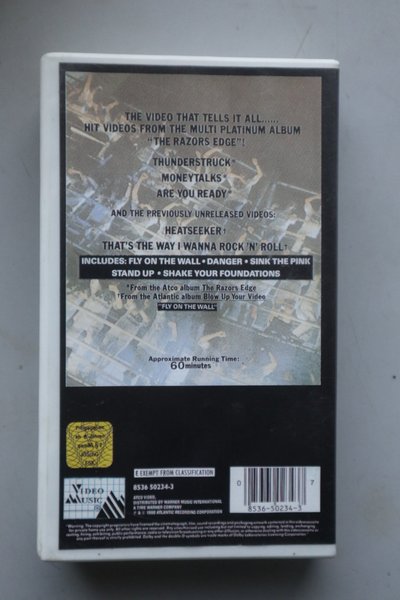 THE VIDEO THAT TELLS IT ALL......
HIT VIDEOS FROM THE MULTI PLATINUM ALBUM
"THE RAZORS EDGE"!
THUNDERSTRUCK*
MONEYTALKS*
ARE YOU READY*
AND THE PREVIOUSLY UNRELEASED VIDEOS:
HEATSEEKER†
THAT'S THE WAY I WANNA ROCK 'N' ROLL†
INCLUDES: FLY ON THE WALL • DANGER • SINK THE PINK
STAND UP • SHAKE YOUR FOUNDATIONS
*From the Atco album The Razors Edge
†From the Atlantic album Blow Up Your Video
"FLY ON THE WALL"
Approximate Running Time:
60 minutes
E EXEMPT FROM CLASSIFICATION
8536 50234-3
ATCO VIDEO.
DISTRIBUTED BY WARNER MUSIC INTERNATIONAL
A TIME WARNER COMPANY
ATLANTIC RECORDING CORPORATION
VIDEO
MUSIC
0 7
8536-50234-3